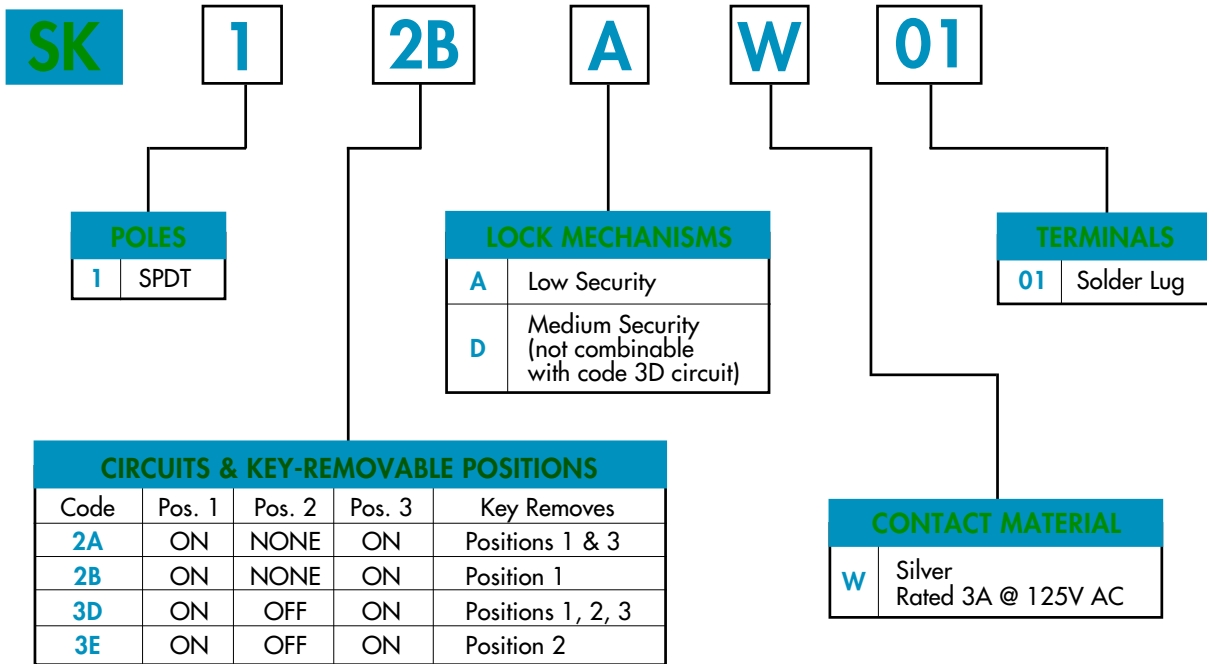 SK 1 2B A W 01
POLES
1 SPDT
LOCK MECHANISMS
A Low Security
D Medium Security
(not combinable
with code 3D circuit)
TERMINALS
01 Solder Lug
CIRCUITS & KEY-REMOVABLE POSITIONS
Code Pos. 1 Pos. 2 Pos. 3 Key Removes
2A ON NONE ON Positions 1 & 3
2B ON NONE ON Position 1
3D ON OFF ON Positions 1, 2, 3
3E ON OFF ON Position 2
CONTACT MATERIAL
W Silver
Rated 3A @ 125V AC